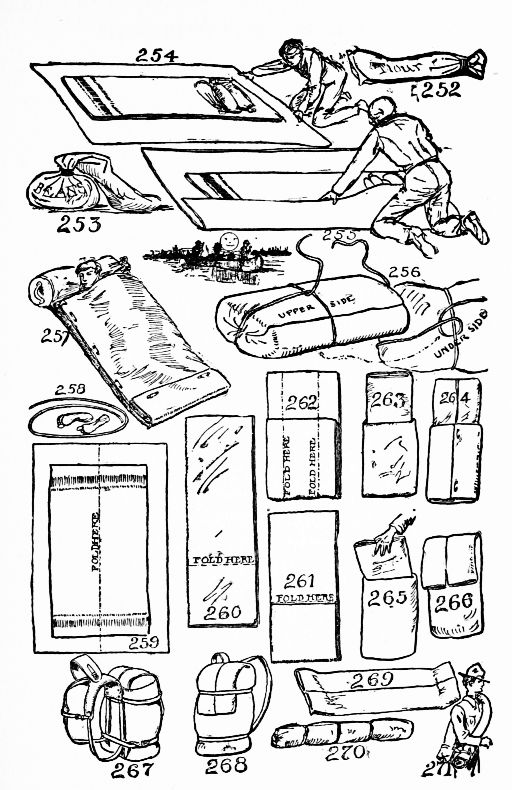 254
Flour
252
BEANS
253
255
256
UPPER SIDE
UNDER SIDE
257
258
262
263
264
FOLD HERE
FOLD HERE
FOLD HERE
FOLD HERE
260
259
261
FOLD HERE
265
266
267
268
269
270
271